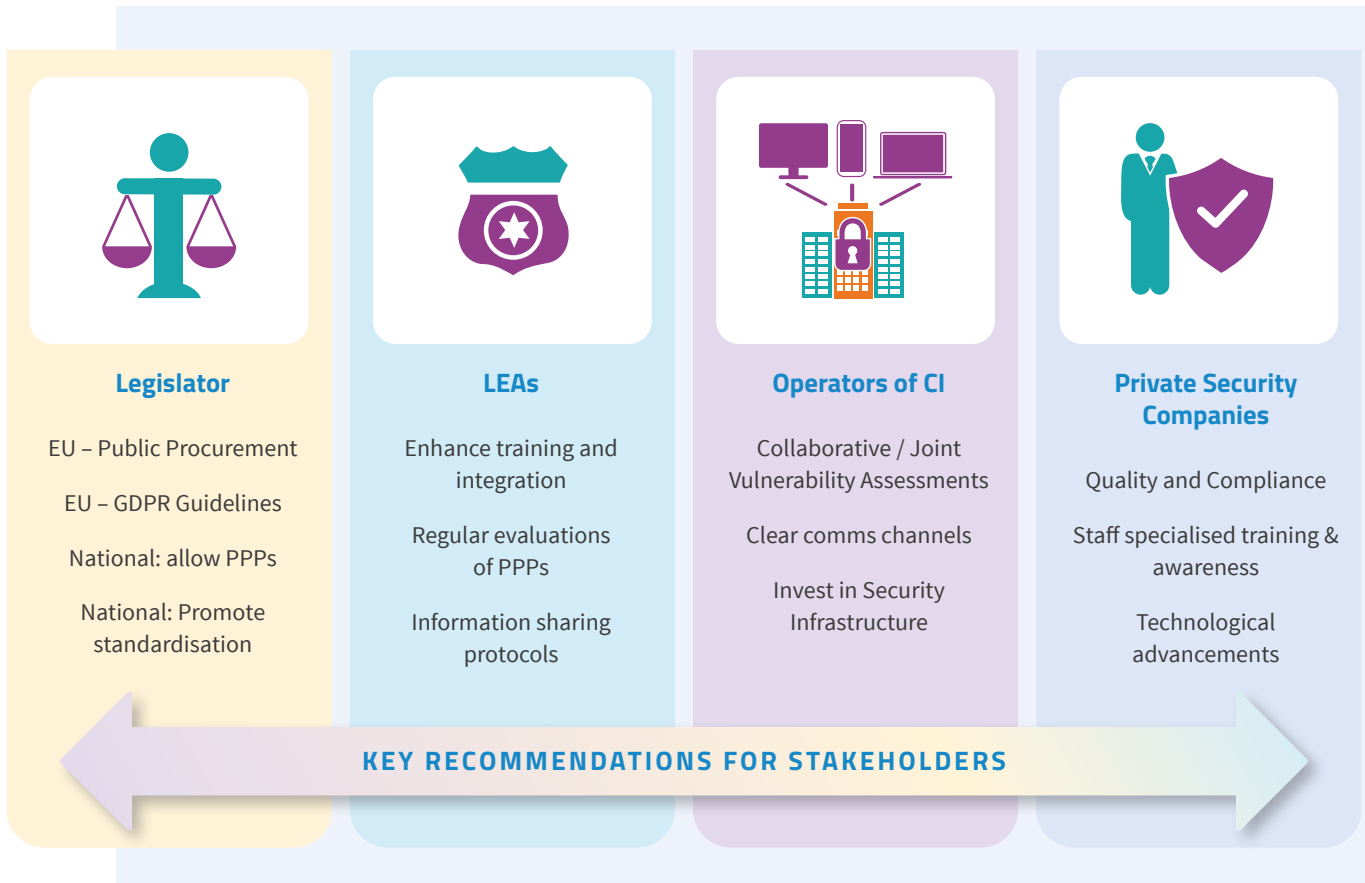 Legislator
EU – Public Procurement
EU – GDPR Guidelines
National: allow PPPs
National: Promote
standardisation
LEAs
Enhance training and
integration
Regular evaluations
of PPPs
Information sharing
protocols
Operators of CI
Collaborative / Joint
Vulnerability Assessments
Clear comms channels
Invest in Security
Infrastructure
Private Security
Companies
Quality and Compliance
Staff specialised training &
awareness
Technological
advancements
KEY RECOMMENDATIONS FOR STAKEHOLDERS